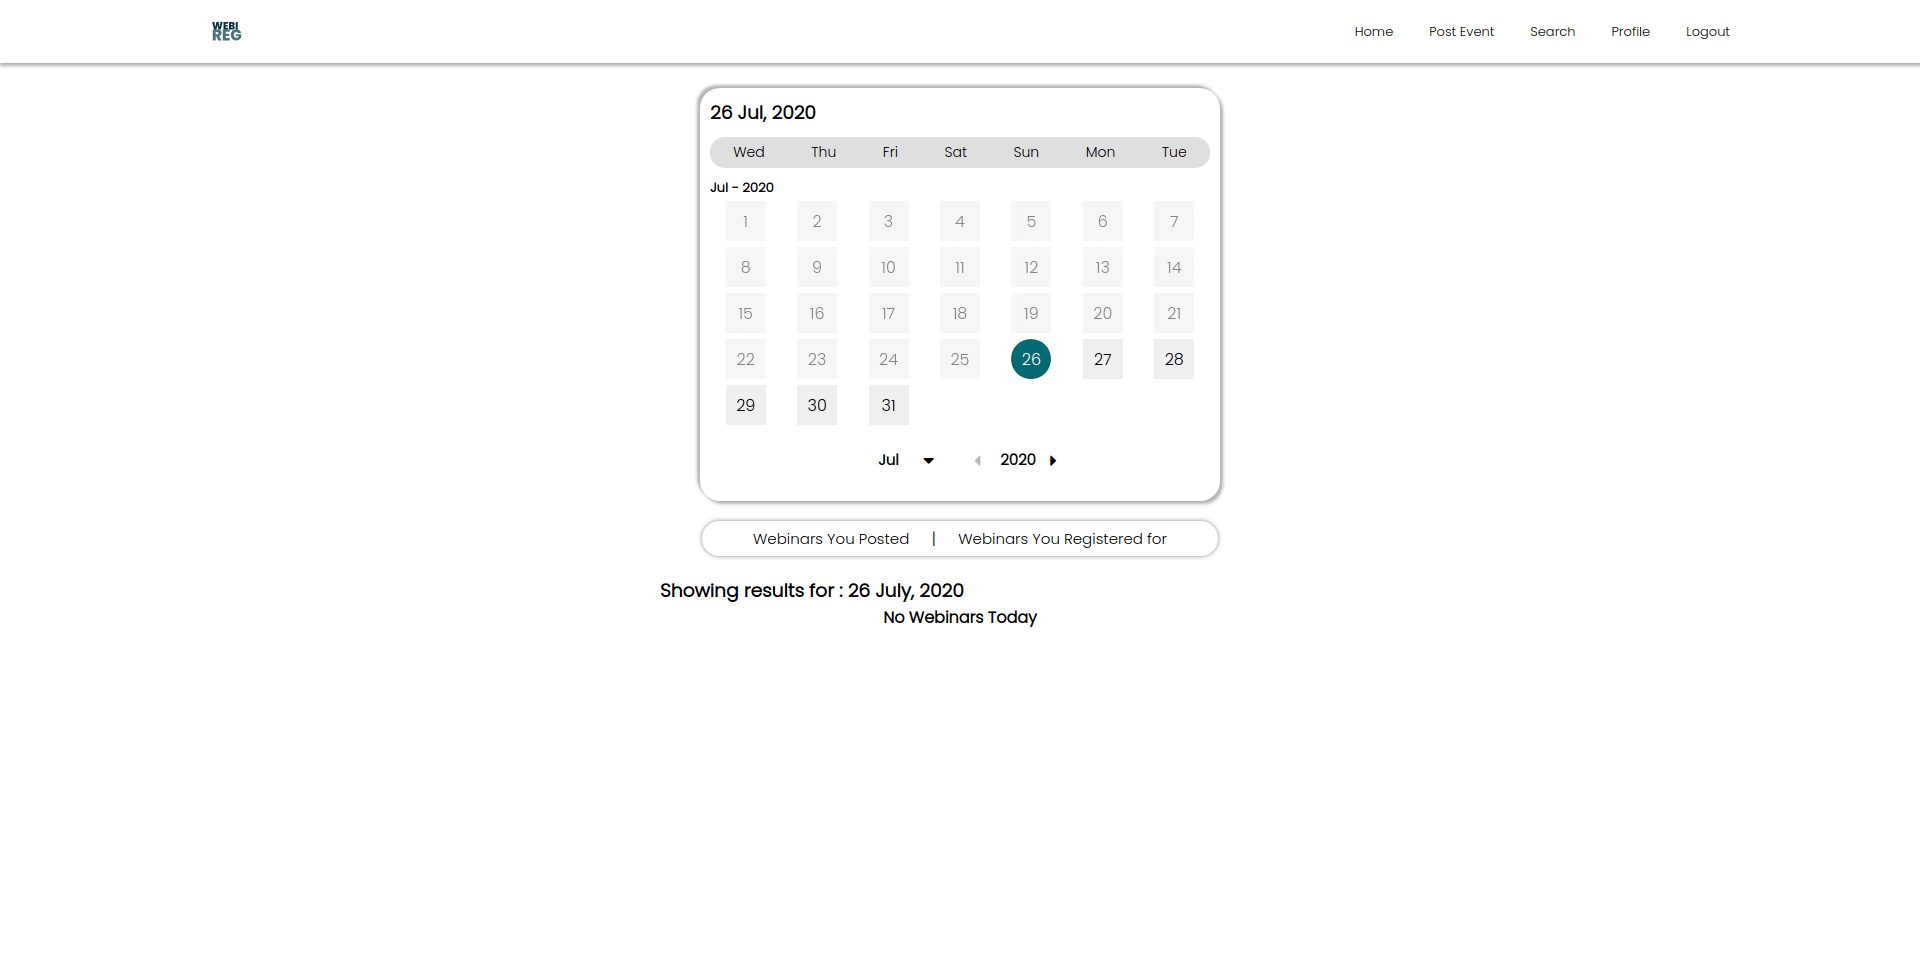 WEBI
REG
Home Post Event Search Profile Logout
26 Jul, 2020
Wed Thu Fri Sat Sun Mon Tue
Jul - 2020
1 2 3 4 5 6 7
8 9 10 11 12 13 14
15 16 17 18 19 20 21
22 23 24 25 26 27 28
29 30 31
Jul 2020
Webinars You Posted | Webinars You Registered for
Showing results for : 26 July, 2020
No Webinars Today